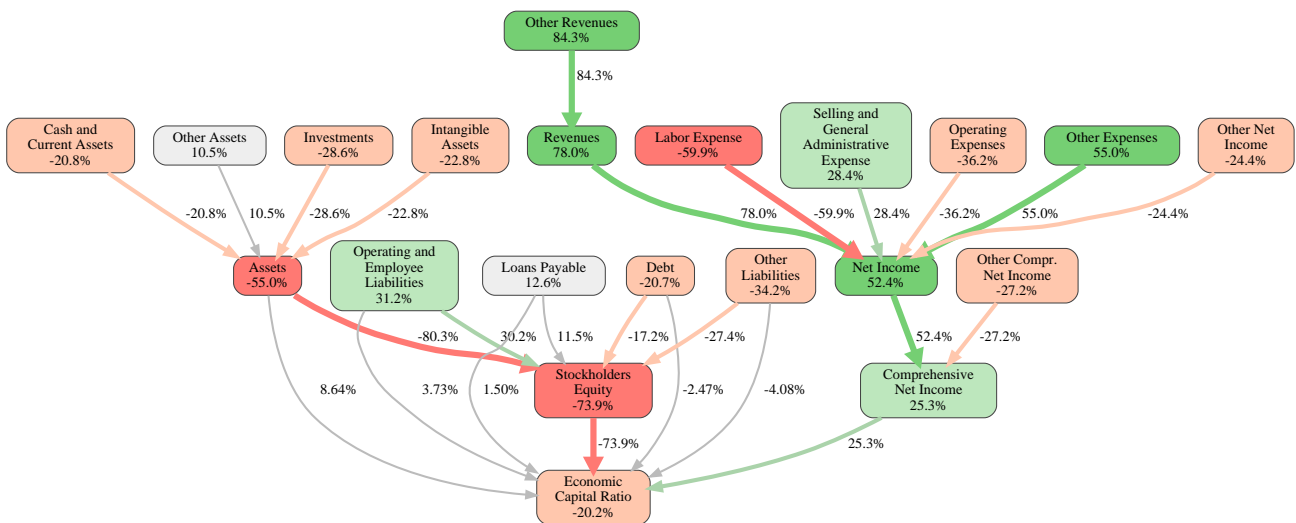 Other Revenues
84.3%
84.3%
Cash and
Current Assets
-20.8%
Other Assets
10.5%
Investments
-28.6%
Intangible
Assets
-22.8%
Revenues
78.0%
Labor Expense
-59.9%
Selling and
General
Administrative
Expense
28.4%
Operating
Expenses
-36.2%
Other Expenses
55.0%
Other Net
Income
-24.4%
-20.8%
10.5%
-28.6%
-22.8%
78.0%
-59.9%
28.4%
-36.2%
55.0%
-24.4%
Assets
-55.0%
Operating and
Employee
Liabilities
31.2%
Loans Payable
12.6%
Debt
-20.7%
Other
Liabilities
-34.2%
Net Income
52.4%
Other Compr.
Net Income
-27.2%
-80.3%
30.2%
11.5%
-17.2%
-27.4%
52.4%
-27.2%
8.64%
3.73%
1.50%
Stockholders
Equity
-73.9%
-2.47%
-4.08%
Comprehensive
Net Income
25.3%
-73.9%
25.3%
Economic
Capital Ratio
-20.2%